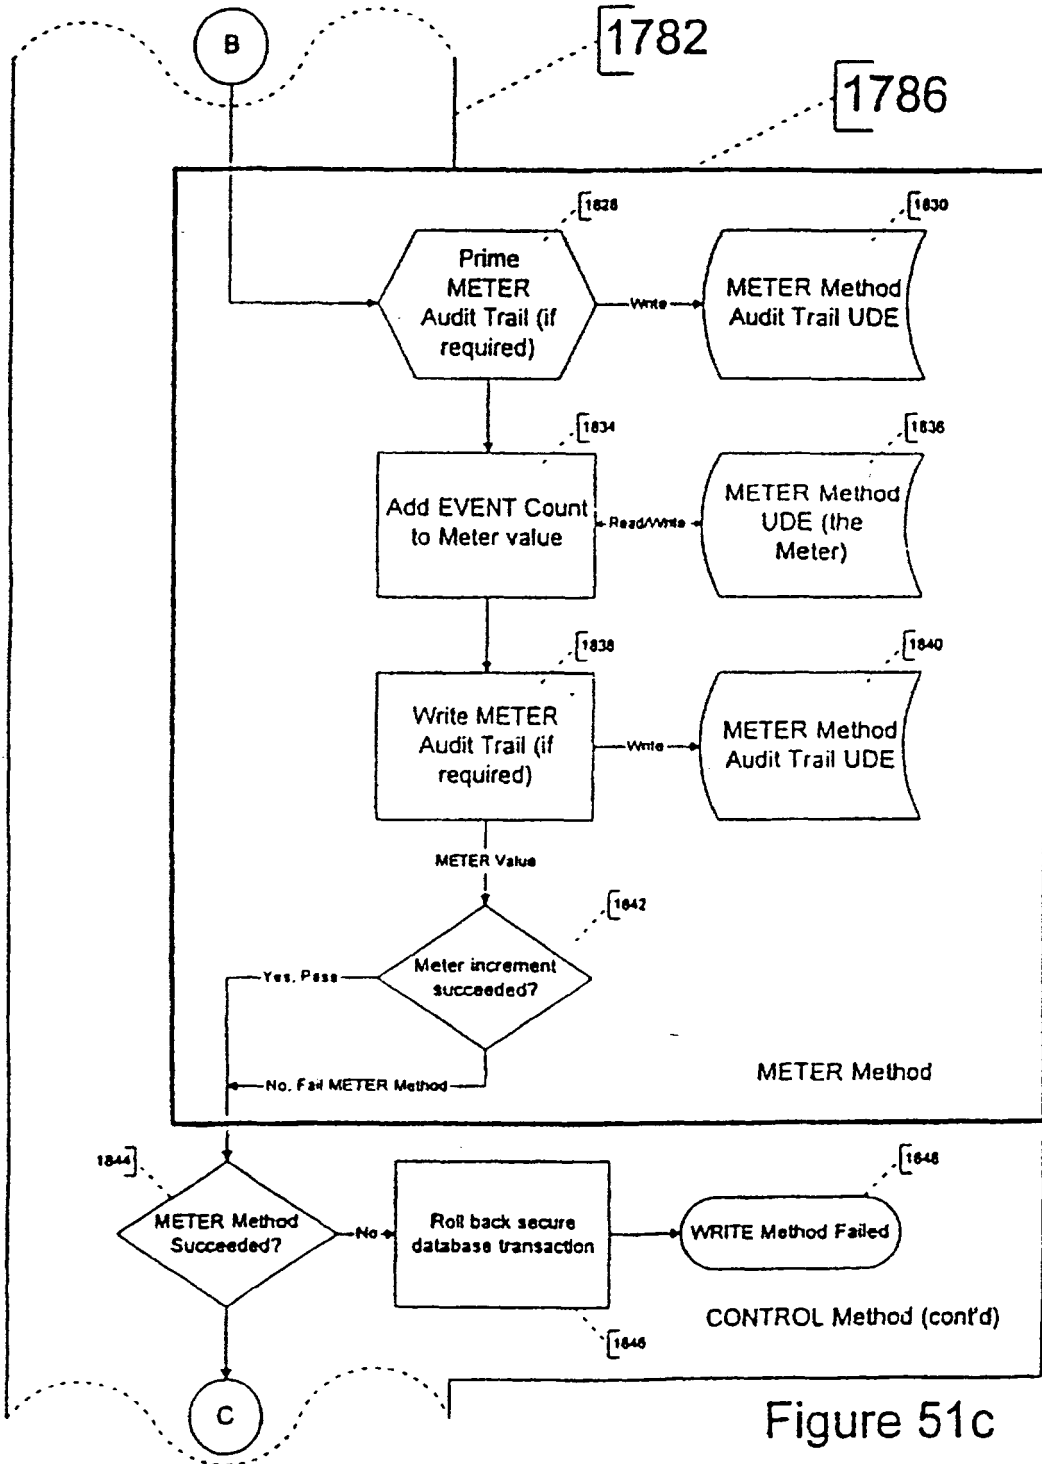 B
1782
1786
1828
Prime
METER
Audit Trail (if
required)
Write
1830
METER Method
Audit Trail UDE
1834
Add EVENT Count
to Meter value
Read/Write
1836
METER Method
UDE (the
Meter)
1838
Write METER
Audit Trail (if
required)
Write
1840
METER Method
Audit Trail UDE
METER Value
1842
Meter increment
succeeded?
Yes, Pass
No, Fail METER Method
METER Method
1844
METER Method
Succeeded?
No
Roll back secure
database transaction
1846
1848
WRITE Method Failed
CONTROL Method (cont'd)
C
Figure 51c